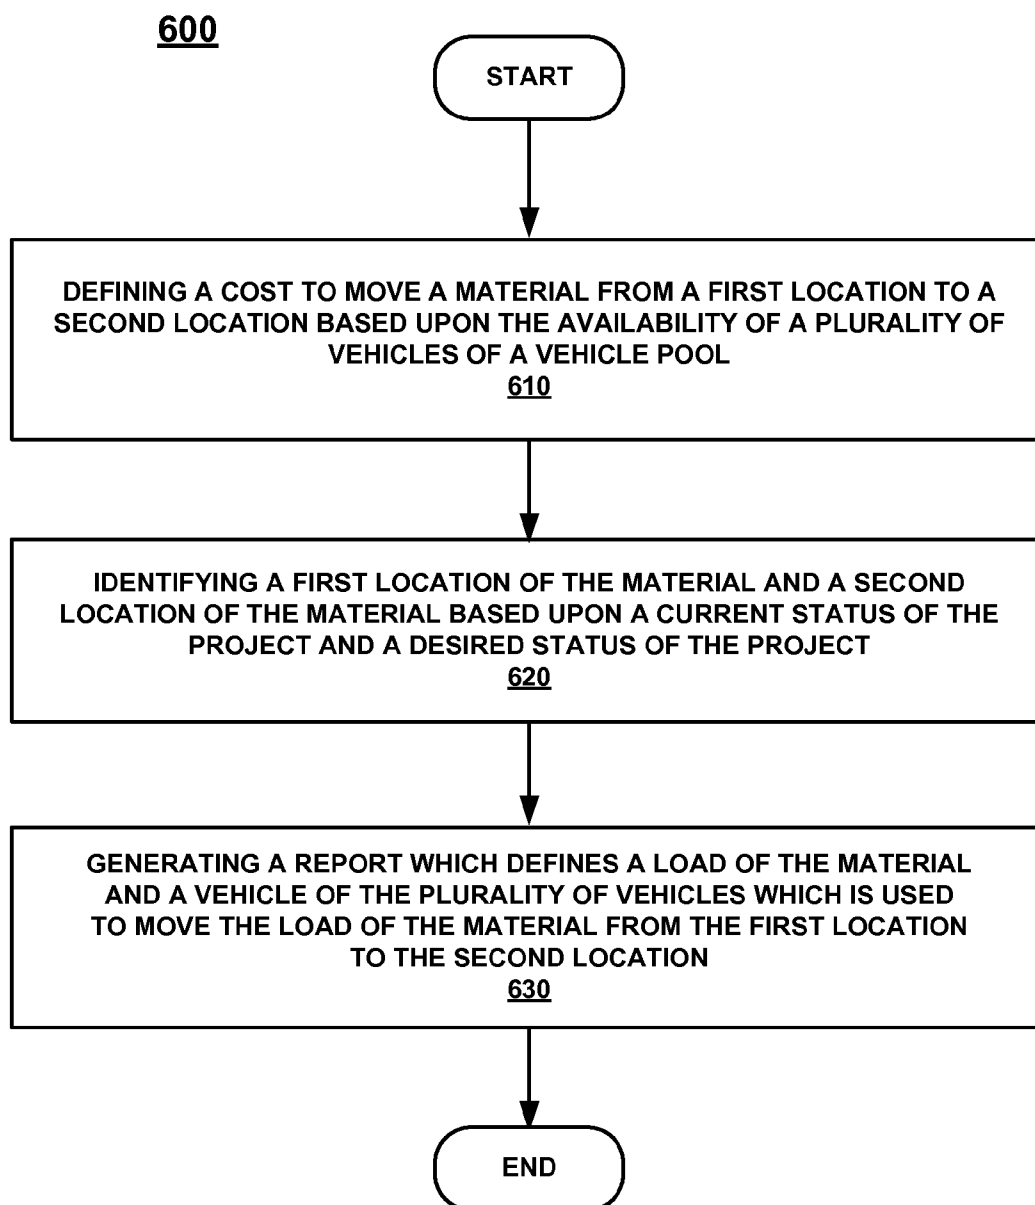 600
START
DEFINING A COST TO MOVE A MATERIAL FROM A FIRST LOCATION TO A
SECOND LOCATION BASED UPON THE AVAILABILITY OF A PLURALITY OF
VEHICLES OF A VEHICLE POOL
610
IDENTIFYING A FIRST LOCATION OF THE MATERIAL AND A SECOND
LOCATION OF THE MATERIAL BASED UPON A CURRENT STATUS OF THE
PROJECT AND A DESIRED STATUS OF THE PROJECT
620
GENERATING A REPORT WHICH DEFINES A LOAD OF THE MATERIAL
AND A VEHICLE OF THE PLURALITY OF VEHICLES WHICH IS USED
TO MOVE THE LOAD OF THE MATERIAL FROM THE FIRST LOCATION
TO THE SECOND LOCATION
630
END